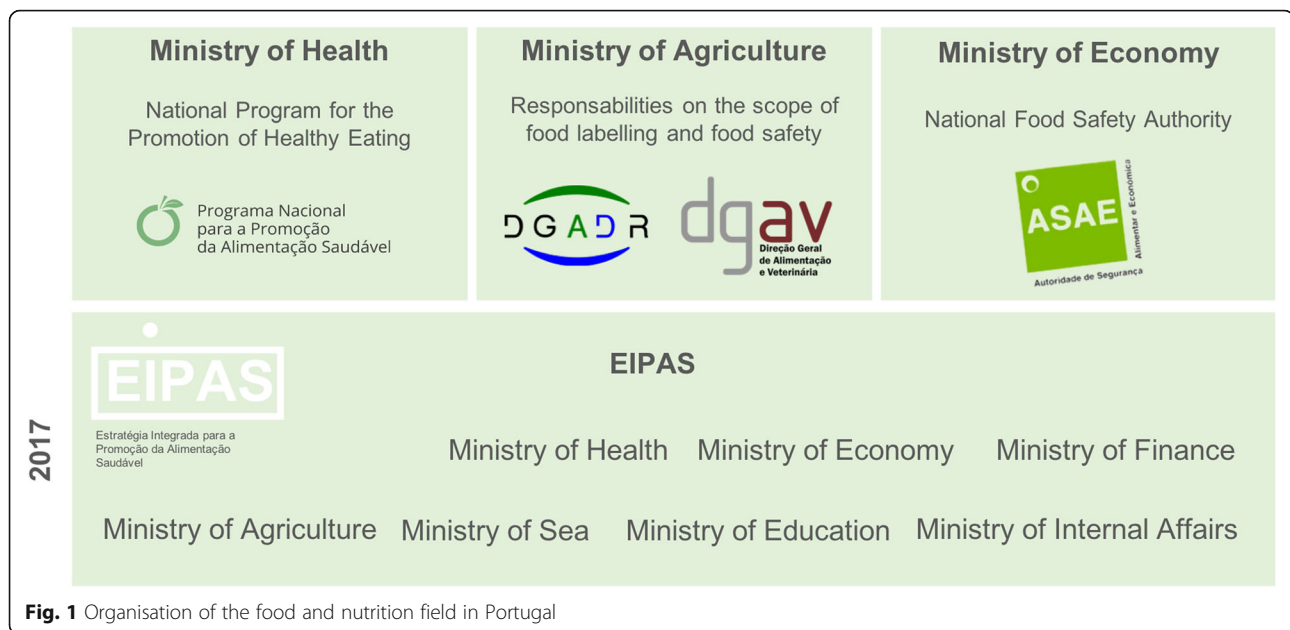 Ministry of Health
National Program for the
Promotion of Healthy Eating
Programa Nacional
para a Promoção
da Alimentação Saudável
Ministry of Agriculture
Responsabilities on the scope of
food labelling and food safety
DGADR
dgav
Direção Geral
de Alimentação
e Veterinária
Ministry of Economy
National Food Safety Authority
ASAE
Autoridade de Segurança
Alimentar e Económica
2017
EIPAS
Estratégia Integrada para a
Promoção da Alimentação
Saudável
EIPAS
Ministry of Health Ministry of Economy Ministry of Finance
Ministry of Agriculture Ministry of Sea Ministry of Education Ministry of Internal Affairs
Fig. 1 Organisation of the food and nutrition field in Portugal